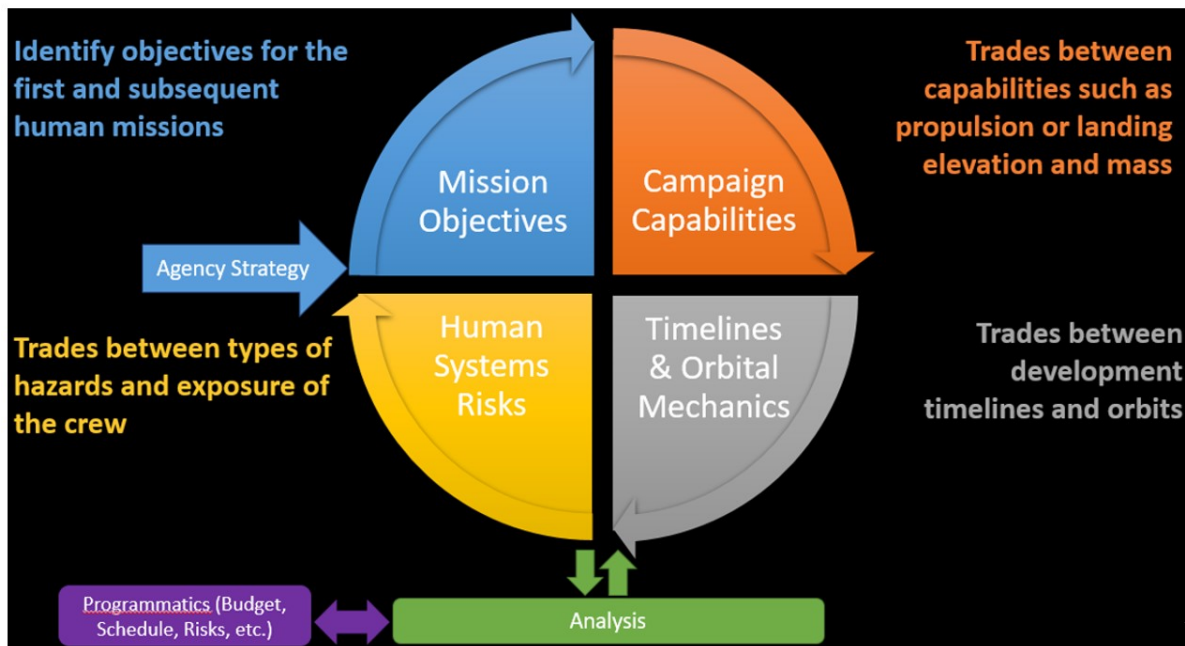 Identify objectives for the
first and subsequent
human missions
Trades between
capabilities such as
propulsion or landing
elevation and mass
Mission
Objectives
Campaign
Capabilities
Agency Strategy
Human
Systems
Risks
Timelines
& Orbital
Mechanics
Trades between types of
hazards and exposure of
the crew
Trades between
development
timelines and orbits
Programmatics (Budget,
Schedule, Risks, etc.)
Analysis